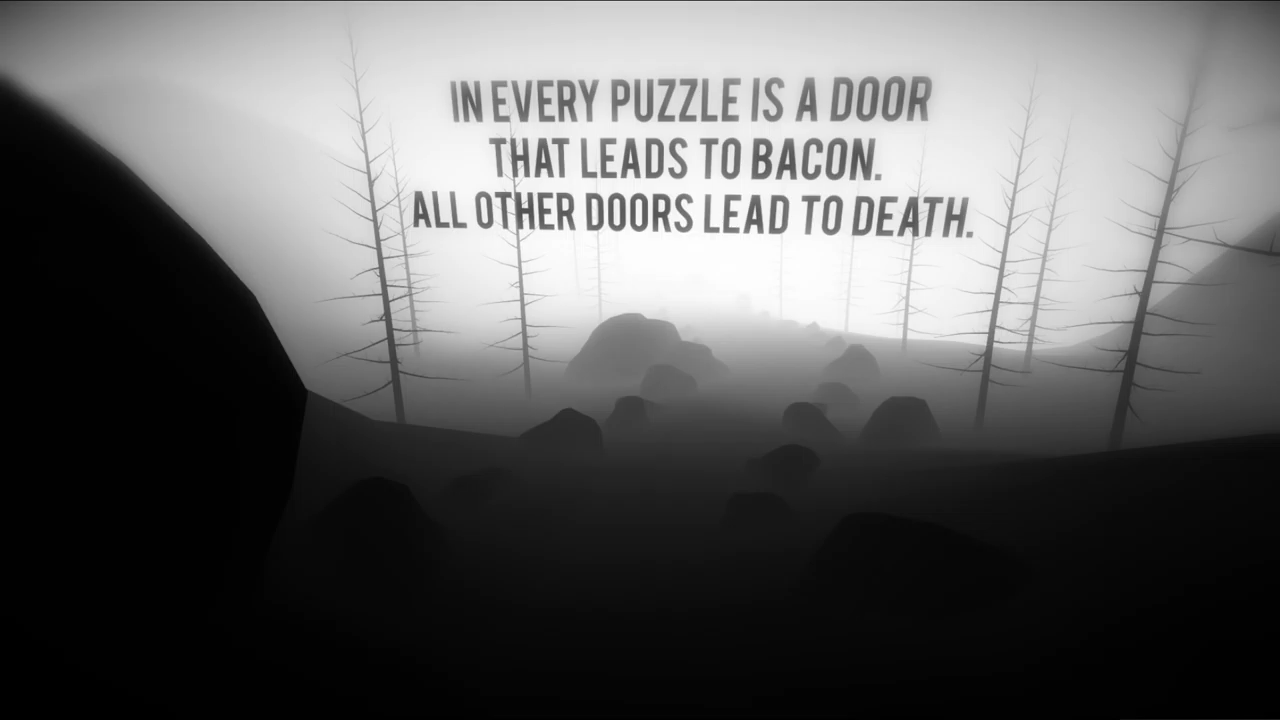 IN EVERY PUZZLE IS A DOOR
THAT LEADS TO BACON.
ALL OTHER DOORS LEAD TO DEATH.